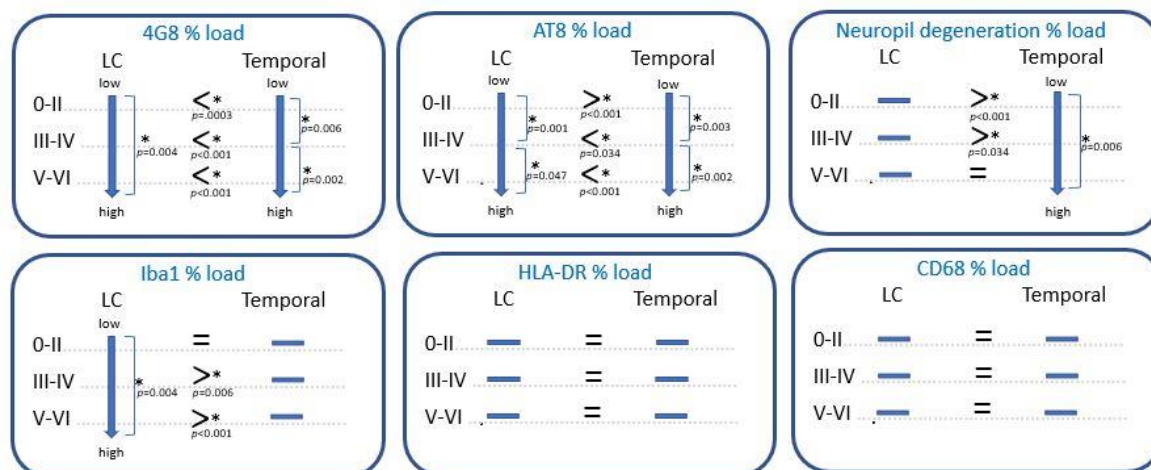 4G8 % load
LC Temporal
low low
0-II <* p=.0003
* p=0.006
III-IV * p=0.004 <* p<0.001
* p=0.002
V-VI <* p<0.001
high high
AT8 % load
LC Temporal
low low
0-II >* p<0.001
* p=0.001 * p=0.003
III-IV <* p=0.034
* p=0.047 * p=0.002
V-VI <* p<0.001
high high
Neuropil degeneration % load
LC Temporal
low
0-II >* p<0.001
III-IV >* p=0.034 * p=0.006
V-VI =
high
Iba1 % load
LC Temporal
low
0-II =
III-IV * p=0.004 >* p=0.006
V-VI >* p<0.001
high
HLA-DR % load
LC Temporal
0-II =
III-IV =
V-VI =
CD68 % load
LC Temporal
0-II =
III-IV =
V-VI =